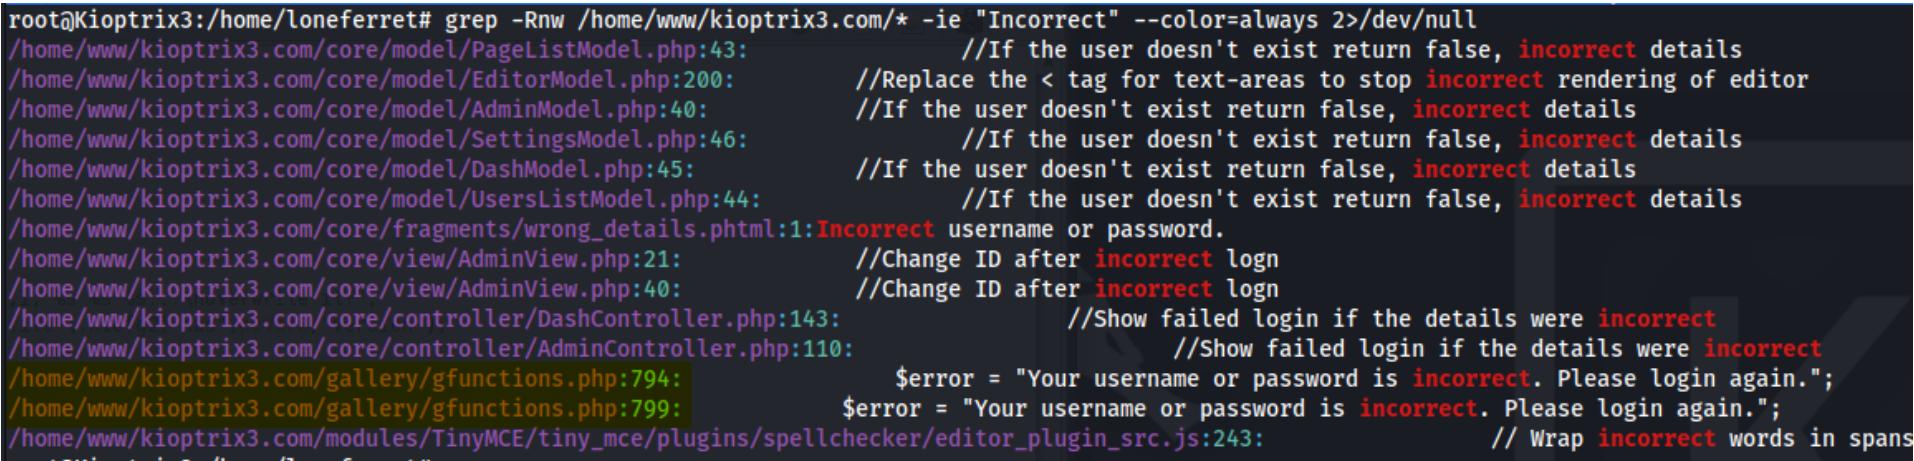 root@Kioptrix3:/home/loneferret# grep -Rnw /home/www/kioptrix3.com/* -ie "Incorrect" --color=always 2>/dev/null
/home/www/kioptrix3.com/core/model/PageListModel.php:43: //If the user doesn't exist return false, incorrect details
/home/www/kioptrix3.com/core/model/EditorModel.php:200: //Replace the < tag for text-areas to stop incorrect rendering of editor
/home/www/kioptrix3.com/core/model/AdminModel.php:40: //If the user doesn't exist return false, incorrect details
/home/www/kioptrix3.com/core/model/SettingsModel.php:46: //If the user doesn't exist return false, incorrect details
/home/www/kioptrix3.com/core/model/DashModel.php:45: //If the user doesn't exist return false, incorrect details
/home/www/kioptrix3.com/core/model/UsersListModel.php:44: //If the user doesn't exist return false, incorrect details
/home/www/kioptrix3.com/core/fragments/wrong_details.phtml:1:Incorrect username or password.
/home/www/kioptrix3.com/core/view/AdminView.php:21: //Change ID after incorrect logn
/home/www/kioptrix3.com/core/view/AdminView.php:40: //Change ID after incorrect logn
/home/www/kioptrix3.com/core/controller/DashController.php:143: //Show failed login if the details were incorrect
/home/www/kioptrix3.com/core/controller/AdminController.php:110: //Show failed login if the details were incorrect
/home/www/kioptrix3.com/gallery/gfunctions.php:794: $error = "Your username or password is incorrect. Please login again.";
/home/www/kioptrix3.com/gallery/gfunctions.php:799: $error = "Your username or password is incorrect. Please login again.";
/home/www/kioptrix3.com/modules/TinyMCE/tiny_mce/plugins/spellchecker/editor_plugin_src.js:243: // Wrap incorrect words in spans